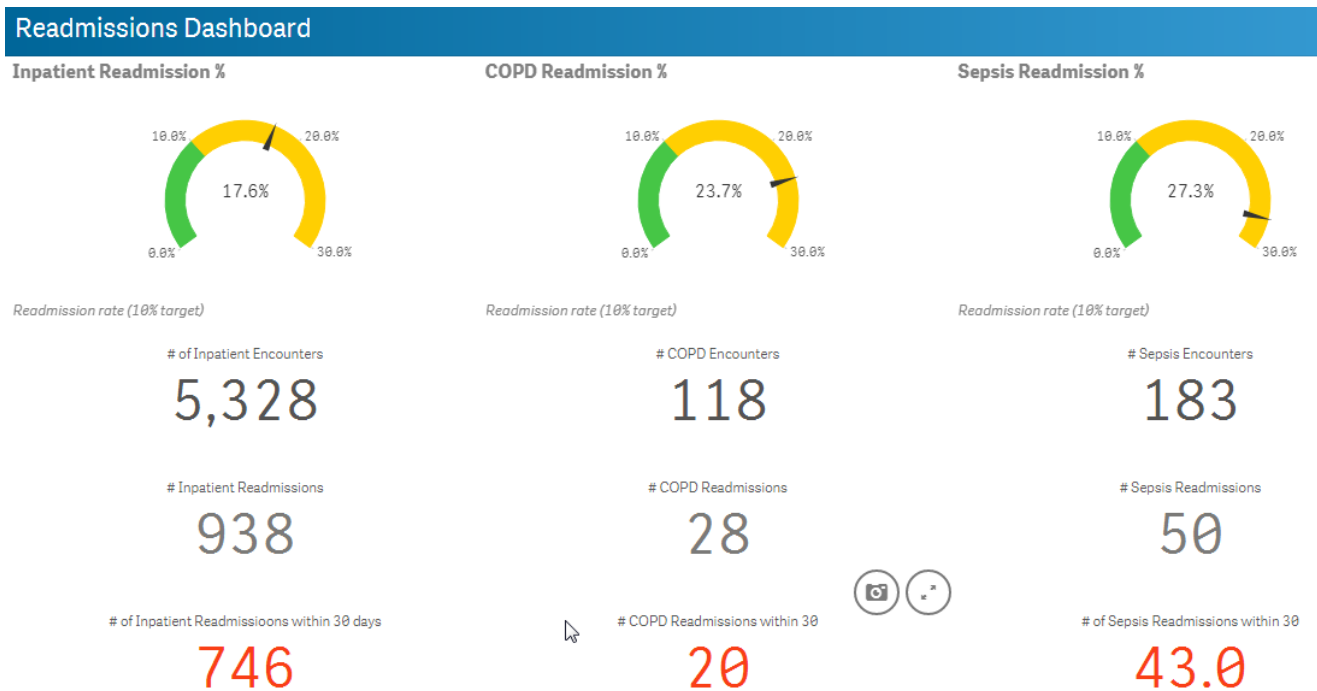 Readmissions Dashboard
Inpatient Readmission %
COPD Readmission %
Sepsis Readmission %
10.0%
20.0%
17.6%
0.0%
30.0%
10.0%
20.0%
23.7%
0.0%
30.0%
10.0%
20.0%
27.3%
0.0%
30.0%
Readmission rate (10% target)
Readmission rate (10% target)
Readmission rate (10% target)
# of Inpatient Encounters
5,328
# COPD Encounters
118
# Sepsis Encounters
183
# Inpatient Readmissions
938
# COPD Readmissions
28
# Sepsis Readmissions
50
# of Inpatient Readmissioons within 30 days
746
# COPD Readmissions within 30
20
# of Sepsis Readmissions within 30
43.0